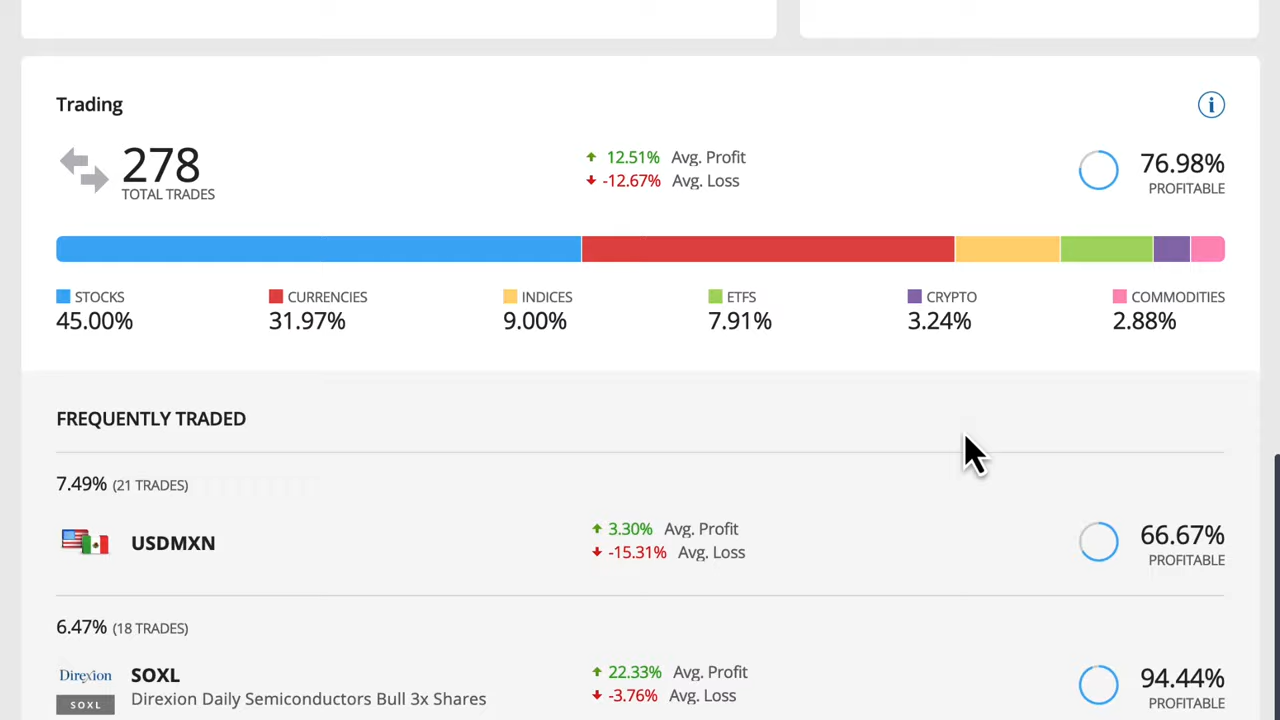 Trading
i
278
TOTAL TRADES
12.51% Avg. Profit
-12.67% Avg. Loss
76.98%
PROFITABLE
STOCKS
45.00%
CURRENCIES
31.97%
INDICES
9.00%
ETFS
7.91%
CRYPTO
3.24%
COMMODITIES
2.88%
FREQUENTLY TRADED
7.49% (21 TRADES)
USDMXN
3.30% Avg. Profit
-15.31% Avg. Loss
66.67%
PROFITABLE
6.47% (18 TRADES)
Direxion
SOXL
SOXL
Direxion Daily Semiconductors Bull 3x Shares
22.33% Avg. Profit
-3.76% Avg. Loss
94.44%
PROFITABLE